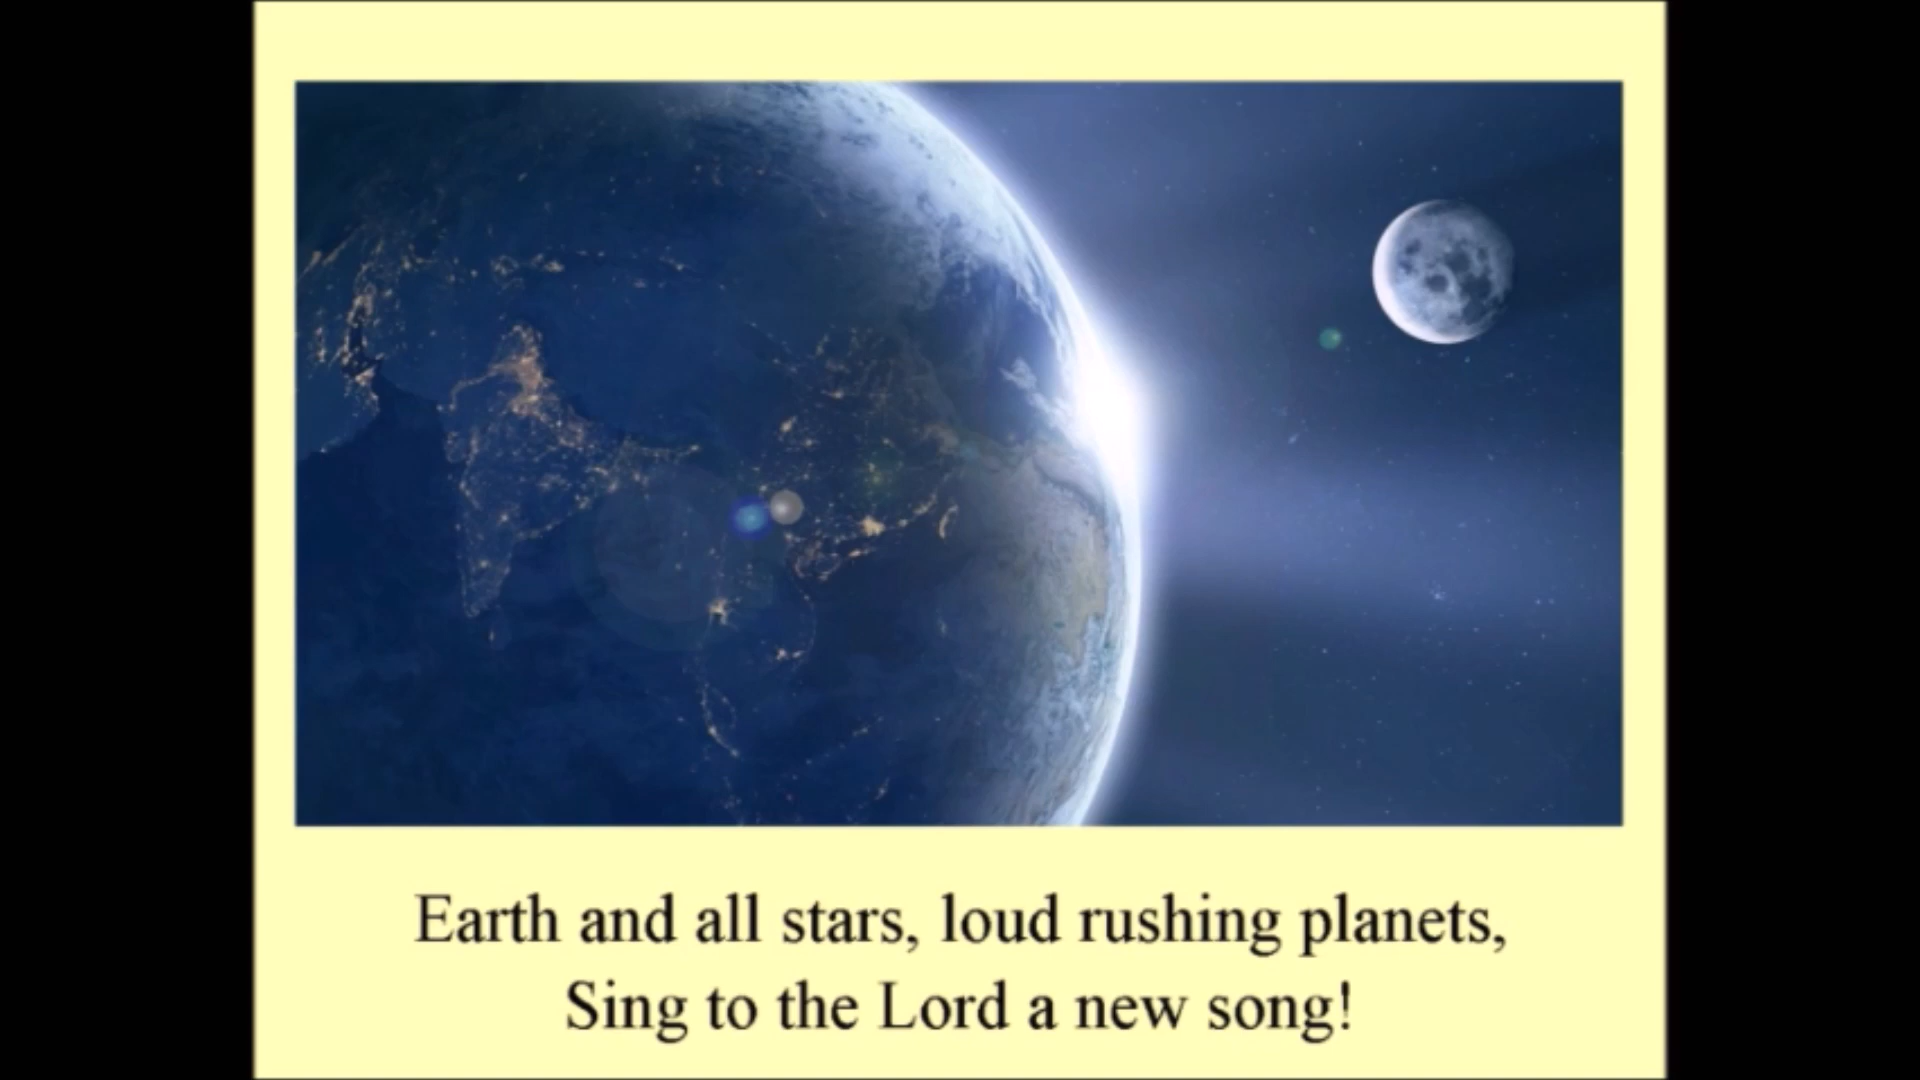 Earth and all stars, loud rushing planets,
Sing to the Lord a new song!